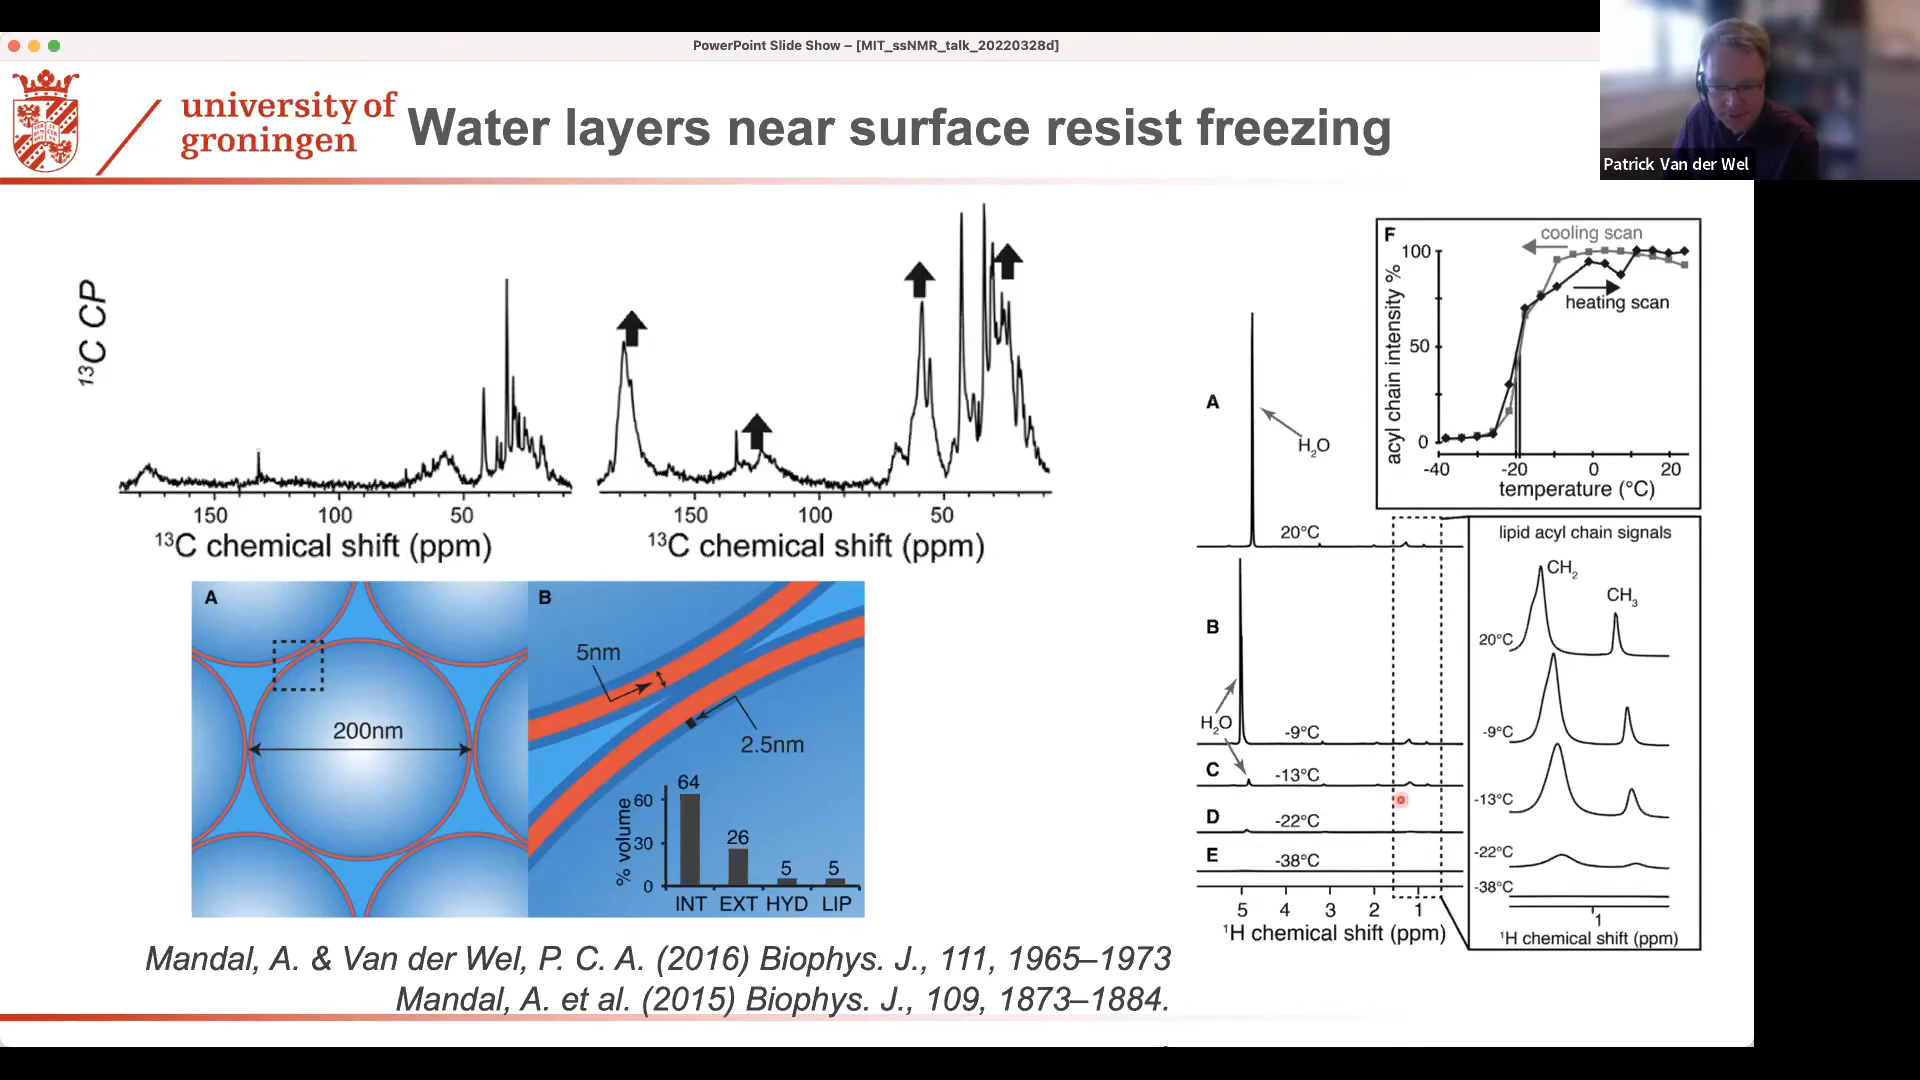 PowerPoint Slide Show – [MIT_ssNMR_talk_20220328d]
university of
groningen
Water layers near surface resist freezing
Patrick Van der Wel
¹³C CP
150 100 50
¹³C chemical shift (ppm)
150 100 50
¹³C chemical shift (ppm)
A
200nm
B
5nm
2.5nm
% volume
60
30
0
64
26
5
5
INT EXT HYD LIP
A
H₂O
20°C
B
H₂O
-9°C
C
-13°C
D
-22°C
E
-38°C
5 4 3 2 1
¹H chemical shift (ppm)
F
cooling scan
heating scan
acyl chain intensity %
100
50
0
-40 -20 0 20
temperature (°C)
lipid acyl chain signals
CH₂
CH₃
20°C
-9°C
-13°C
-22°C
-38°C
1
¹H chemical shift (ppm)
Mandal, A. & Van der Wel, P. C. A. (2016) Biophys. J., 111, 1965–1973
Mandal, A. et al. (2015) Biophys. J., 109, 1873–1884.